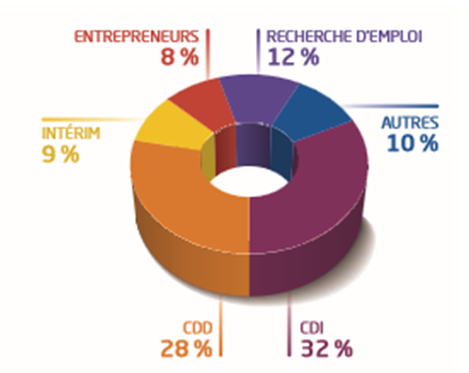 ENTREPRENEURS
8 %
RECHERCHE D'EMPLOI
12 %
INTÉRIM
9 %
AUTRES
10 %
CDD
28 %
CDI
32 %